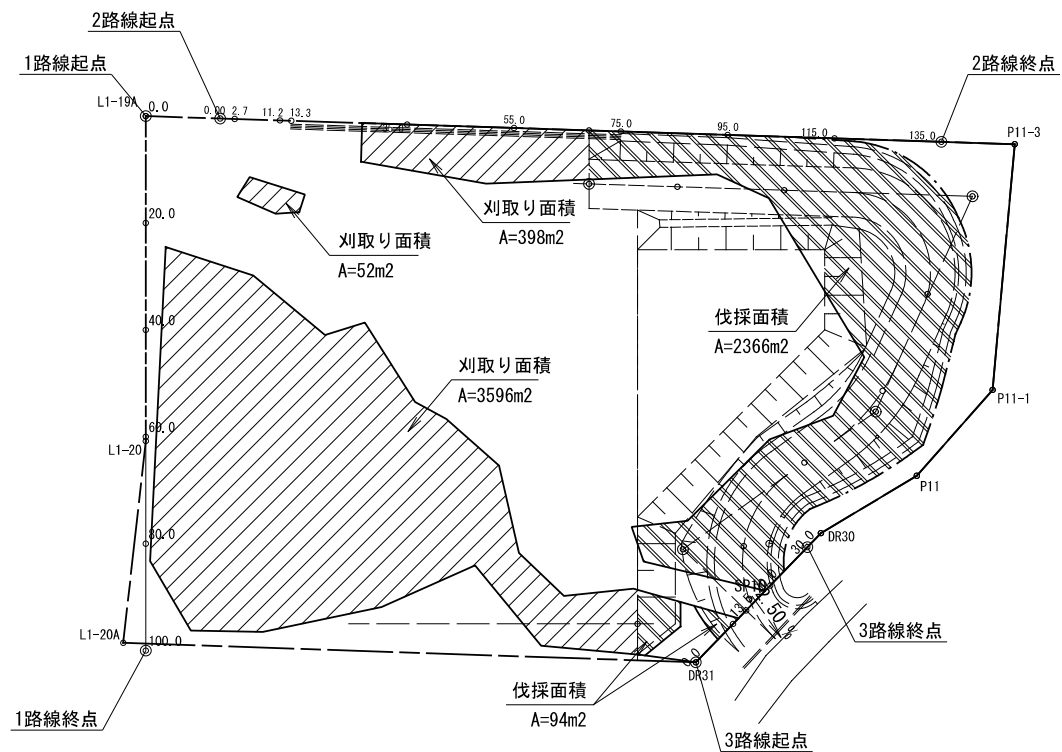 2路線起点
1路線起点
2路線終点
L1-19A
0.0
0.00
2.7
11.2
13.3
55.0
75.0
95.0
115.0
135.0
P11-3
刈取り面積
A=398m2
20.0
刈取り面積
A=52m2
伐採面積
A=2366m2
40.0
刈取り面積
A=3596m2
P11-1
60.0
L1-20
P11
80.0
DR30
30.0
L1-20A
100.0
DR31
3路線終点
伐採面積
A=94m2
1路線終点
3路線起点